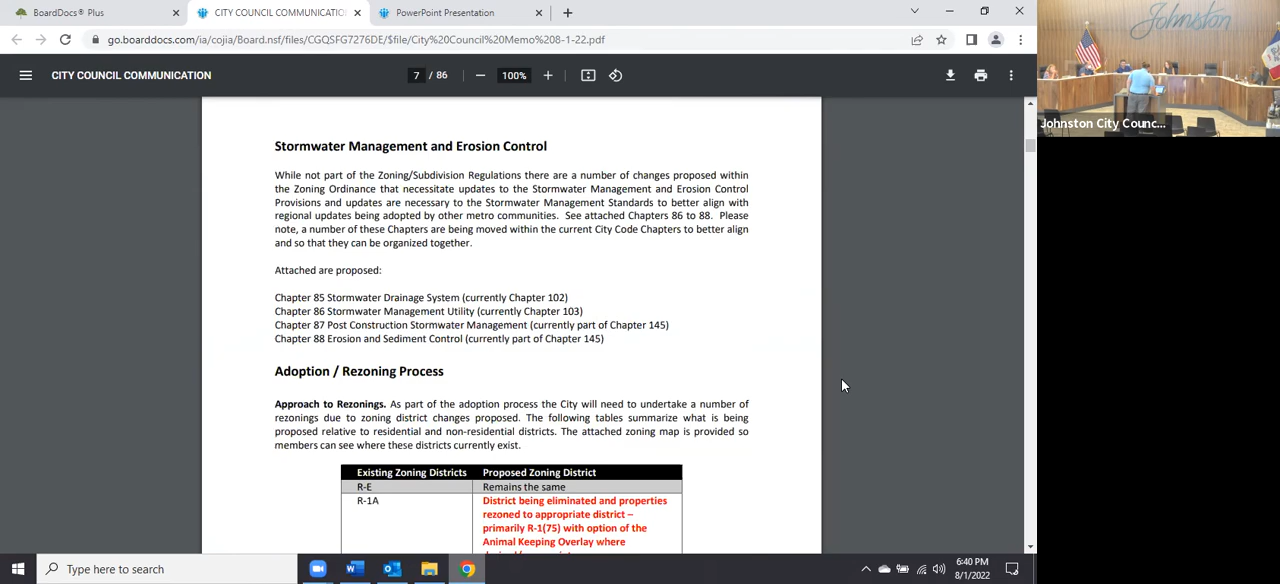 BoardDocs® Plus
CITY COUNCIL COMMUNICATION
PowerPoint Presentation
go.boarddocs.com/ia/cojia/Board.nsf/files/CGQSFG7276DE/$file/City%20Council%20Memo%208-1-22.pdf
CITY COUNCIL COMMUNICATION
7 / 86
100%
Johnston
Johnston City Counc...
Stormwater Management and Erosion Control
While not part of the Zoning/Subdivision Regulations there are a number of changes proposed within
the Zoning Ordinance that necessitate updates to the Stormwater Management and Erosion Control
Provisions and updates are necessary to the Stormwater Management Standards to better align with
regional updates being adopted by other metro communities. See attached Chapters 86 to 88. Please
note, a number of these Chapters are being moved within the current City Code Chapters to better align
and so that they can be organized together.
Attached are proposed:
Chapter 85 Stormwater Drainage System (currently Chapter 102)
Chapter 86 Stormwater Management Utility (currently Chapter 103)
Chapter 87 Post Construction Stormwater Management (currently part of Chapter 145)
Chapter 88 Erosion and Sediment Control (currently part of Chapter 145)
Adoption / Rezoning Process
Approach to Rezonings. As part of the adoption process the City will need to undertake a number of
rezonings due to zoning district changes proposed. The following tables summarize what is being
proposed relative to residential and non-residential districts. The attached zoning map is provided so
members can see where these districts currently exist.
Existing Zoning Districts Proposed Zoning District
R-E Remains the same
R-1A District being eliminated and properties
rezoned to appropriate district –
primarily R-1(75) with option of the
Animal Keeping Overlay where
Type here to search
6:40 PM
8/1/2022